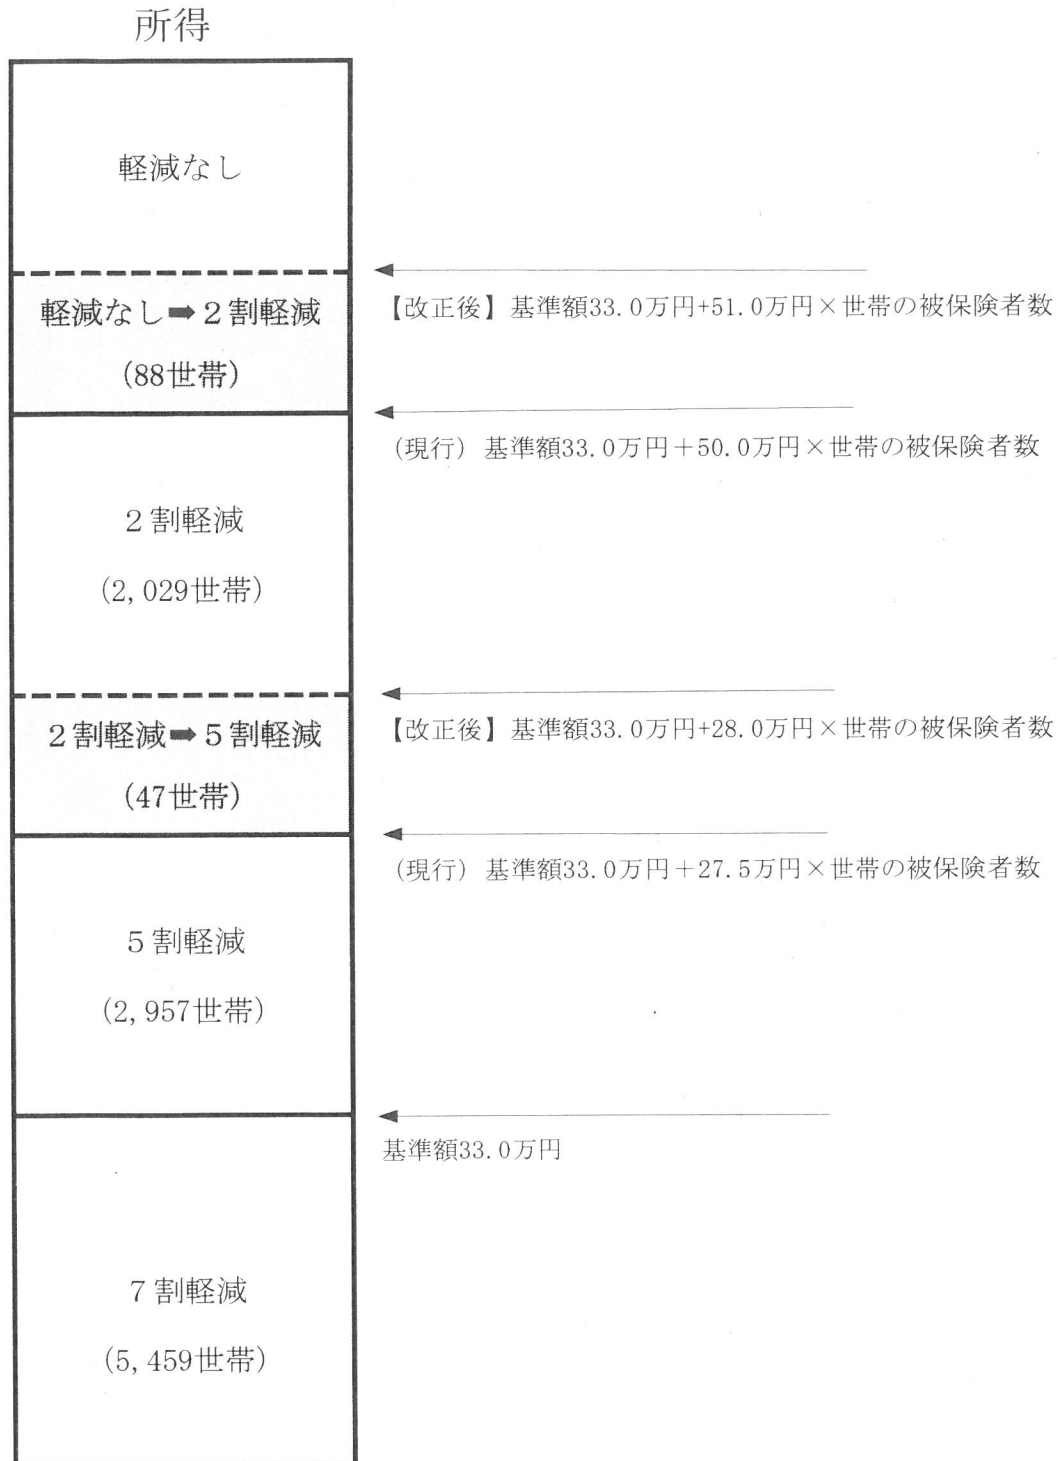 所得
軽減なし
軽減なし➡２割軽減
(88世帯)
【改正後】基準額33.0万円+51.0万円×世帯の被保険者数
(現行) 基準額33.0万円＋50.0万円×世帯の被保険者数
２割軽減
(2,029世帯)
２割軽減➡５割軽減
(47世帯)
【改正後】基準額33.0万円+28.0万円×世帯の被保険者数
(現行) 基準額33.0万円＋27.5万円×世帯の被保険者数
５割軽減
(2,957世帯)
基準額33.0万円
７割軽減
(5,459世帯)